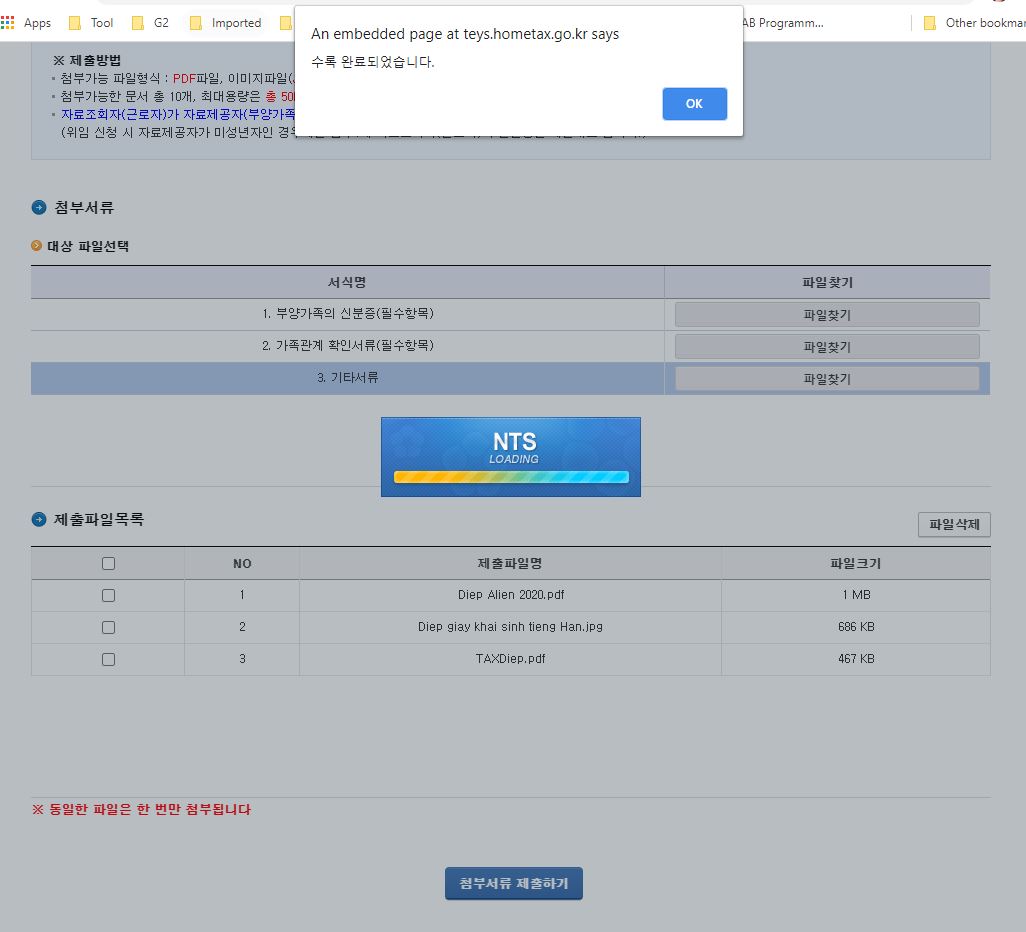 Apps Tool G2 Imported AB Programm... Other bookmar
An embedded page at teys.hometax.go.kr says
수록 완료되었습니다.
OK
※ 제출방법
첨부가능 파일형식 : PDF파일, 이미지파일(
첨부가능한 문서 총 10개, 최대용량은 총 50
자료조회자(근로자)가 자료제공자(부양가족
(위임 신청 시 자료제공자가 미성년자인 경우
첨부서류
대상 파일선택
서식명 파일찾기
1. 부양가족의 신분증(필수항목) 파일찾기
2. 가족관계 확인서류(필수항목) 파일찾기
3. 기타서류 파일찾기
NTS
LOADING
제출파일목록
파일삭제
NO 제출파일명 파일크기
1 Diep Alien 2020.pdf 1 MB
2 Diep giay khai sinh tieng Han.jpg 686 KB
3 TAXDiep.pdf 467 KB
※ 동일한 파일은 한 번만 첨부됩니다
첨부서류 제출하기